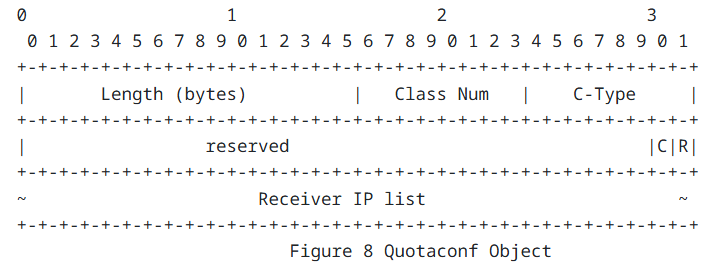 0                   1                   2                   3
 0 1 2 3 4 5 6 7 8 9 0 1 2 3 4 5 6 7 8 9 0 1 2 3 4 5 6 7 8 9 0 1
+-+-+-+-+-+-+-+-+-+-+-+-+-+-+-+-+-+-+-+-+-+-+-+-+-+-+-+-+-+-+-+-+
|       Length (bytes)          |   Class Num   |    C-Type     |
+-+-+-+-+-+-+-+-+-+-+-+-+-+-+-+-+-+-+-+-+-+-+-+-+-+-+-+-+-+-+-+-+
|                 reserved                                  |C|R|
+-+-+-+-+-+-+-+-+-+-+-+-+-+-+-+-+-+-+-+-+-+-+-+-+-+-+-+-+-+-+-+-+
~                      Receiver IP list                        ~
+-+-+-+-+-+-+-+-+-+-+-+-+-+-+-+-+-+-+-+-+-+-+-+-+-+-+-+-+-+-+-+-+
                          Figure 8 Quotaconf Object